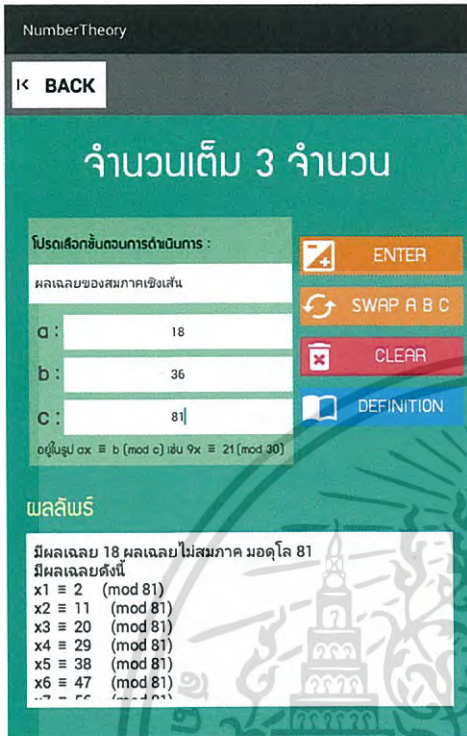 NumberTheory
BACK
จำนวนเต็ม 3 จำนวน
โปรดเลือกขั้นตอนการดำเนินการ :
ENTER
ผลเฉลยของสมภาคเชิงเส้น
SWAP A B C
a : 18
CLEAR
b : 36
DEFINITION
c : 81
อยู่ในรูป ax ≡ b (mod c) เช่น 9x ≡ 21(mod 30)
ผลลัพธ์
มีผลเฉลย 18 ผลเฉลยไม่สมภาค มอดุโล 81
มีผลเฉลยดังนี้
x1 ≡ 2 (mod 81)
x2 ≡ 11 (mod 81)
x3 ≡ 20 (mod 81)
x4 ≡ 29 (mod 81)
x5 ≡ 38 (mod 81)
x6 ≡ 47 (mod 81)